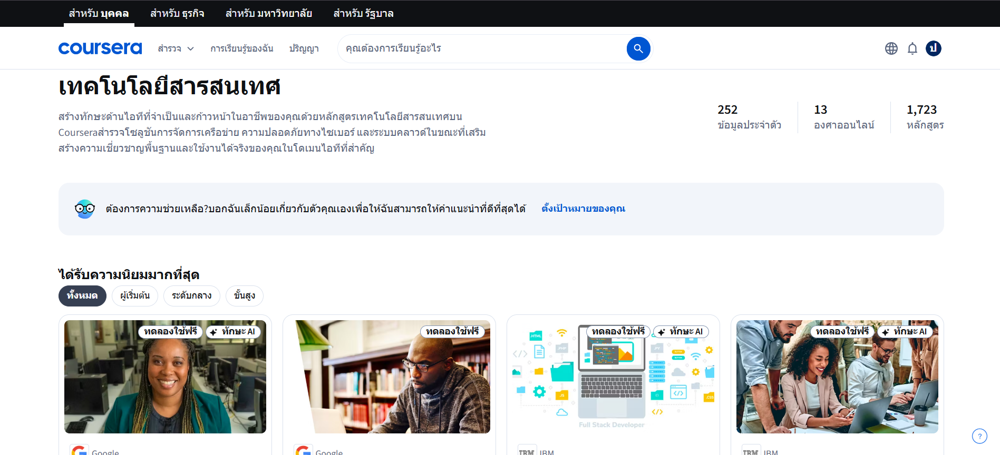 สำหรับ บุคคล
สำหรับ ธุรกิจ
สำหรับ มหาวิทยาลัย
สำหรับ รัฐบาล
coursera
สำรวจ
การเรียนรู้ของฉัน
ปริญญา
คุณต้องการเรียนรู้อะไร
ป
เทคโนโลยีสารสนเทศ
สร้างทักษะด้านไอทีที่จำเป็นและก้าวหน้าในอาชีพของคุณด้วยหลักสูตรเทคโนโลยีสารสนเทศบน
Courseraสำรวจโซลูชันการจัดการเครือข่าย ความปลอดภัยทางไซเบอร์ และระบบคลาวด์ในขณะที่เสริม
สร้างความเชี่ยวชาญพื้นฐานและใช้งานได้จริงของคุณในโดเมนไอทีที่สำคัญ
252
ข้อมูลประจำตัว
13
องศาออนไลน์
1,723
หลักสูตร
ต้องการความช่วยเหลือ?บอกฉันเล็กน้อยเกี่ยวกับตัวคุณเองเพื่อให้ฉันสามารถให้คำแนะนำที่ดีที่สุดได้
ตั้งเป้าหมายของคุณ
ได้รับความนิยมมากที่สุด
ทั้งหมด
ผู้เริ่มต้น
ระดับกลาง
ขั้นสูง
ทดลองใช้ฟรี
ทักษะ AI
ทดลองใช้ฟรี
ทดลองใช้ฟรี
ทักษะ AI
.HTML
.PHP
.PY
BUTTON
BUTTON
.JS
{}
</>
</>
</>
.CSS
Full Stack Developer
ทดลองใช้ฟรี
ทักษะ AI
Google
Google
IBM
IBM
IBM
IBM
?